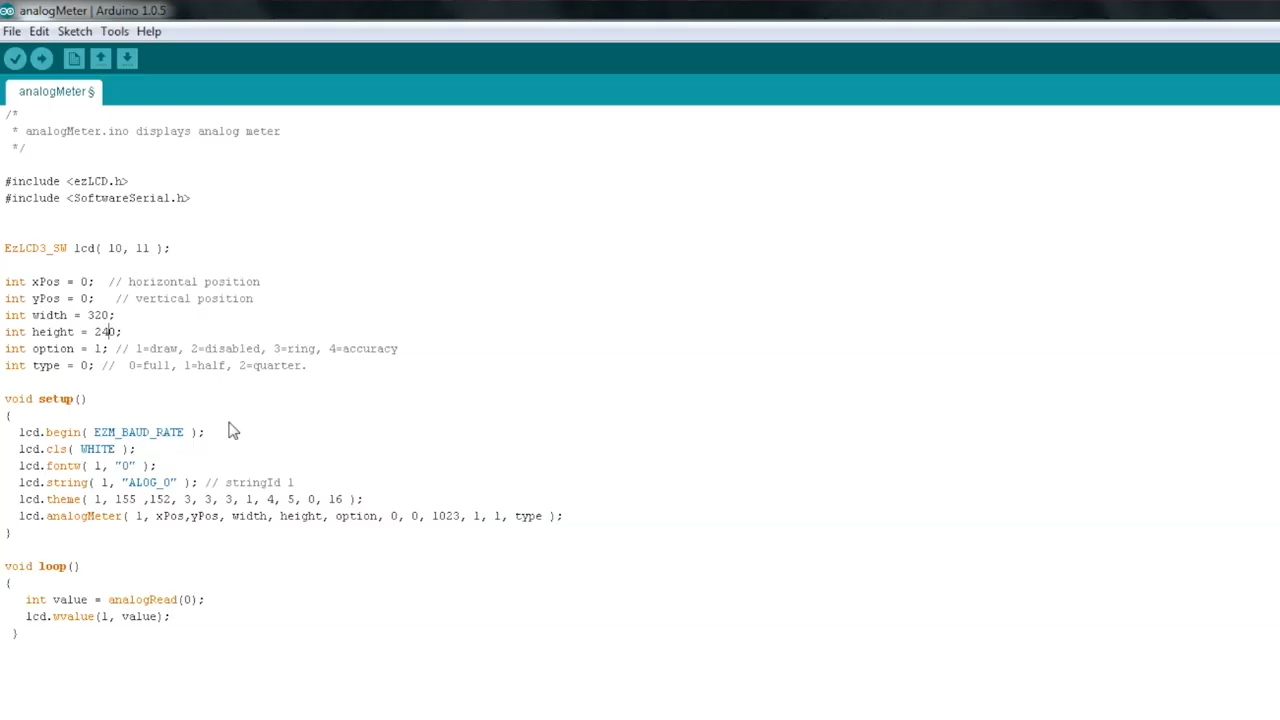 analogMeter | Arduino 1.0.5
File Edit Sketch Tools Help
analogMeter §
/*
* analogMeter.ino displays analog meter
*/
#include <ezLCD.h>
#include <SoftwareSerial.h>
EzLCD3_SW lcd( 10, 11 );
int xPos = 0; // horizontal position
int yPos = 0; // vertical position
int width = 320;
int height = 240;
int option = 1; // 1=draw, 2=disabled, 3=ring, 4=accuracy
int type = 0; // 0=full, 1=half, 2=quarter.
void setup()
{
lcd.begin( EZM_BAUD_RATE );
lcd.cls( WHITE );
lcd.fontw( 1, "0" );
lcd.string( 1, "ALOG_0" ); // stringId 1
lcd.theme( 1, 155 ,152, 3, 3, 3, 1, 4, 5, 0, 16 );
lcd.analogMeter( 1, xPos,yPos, width, height, option, 0, 0, 1023, 1, 1, type );
}
void loop()
{
int value = analogRead(0);
lcd.wvalue(1, value);
}